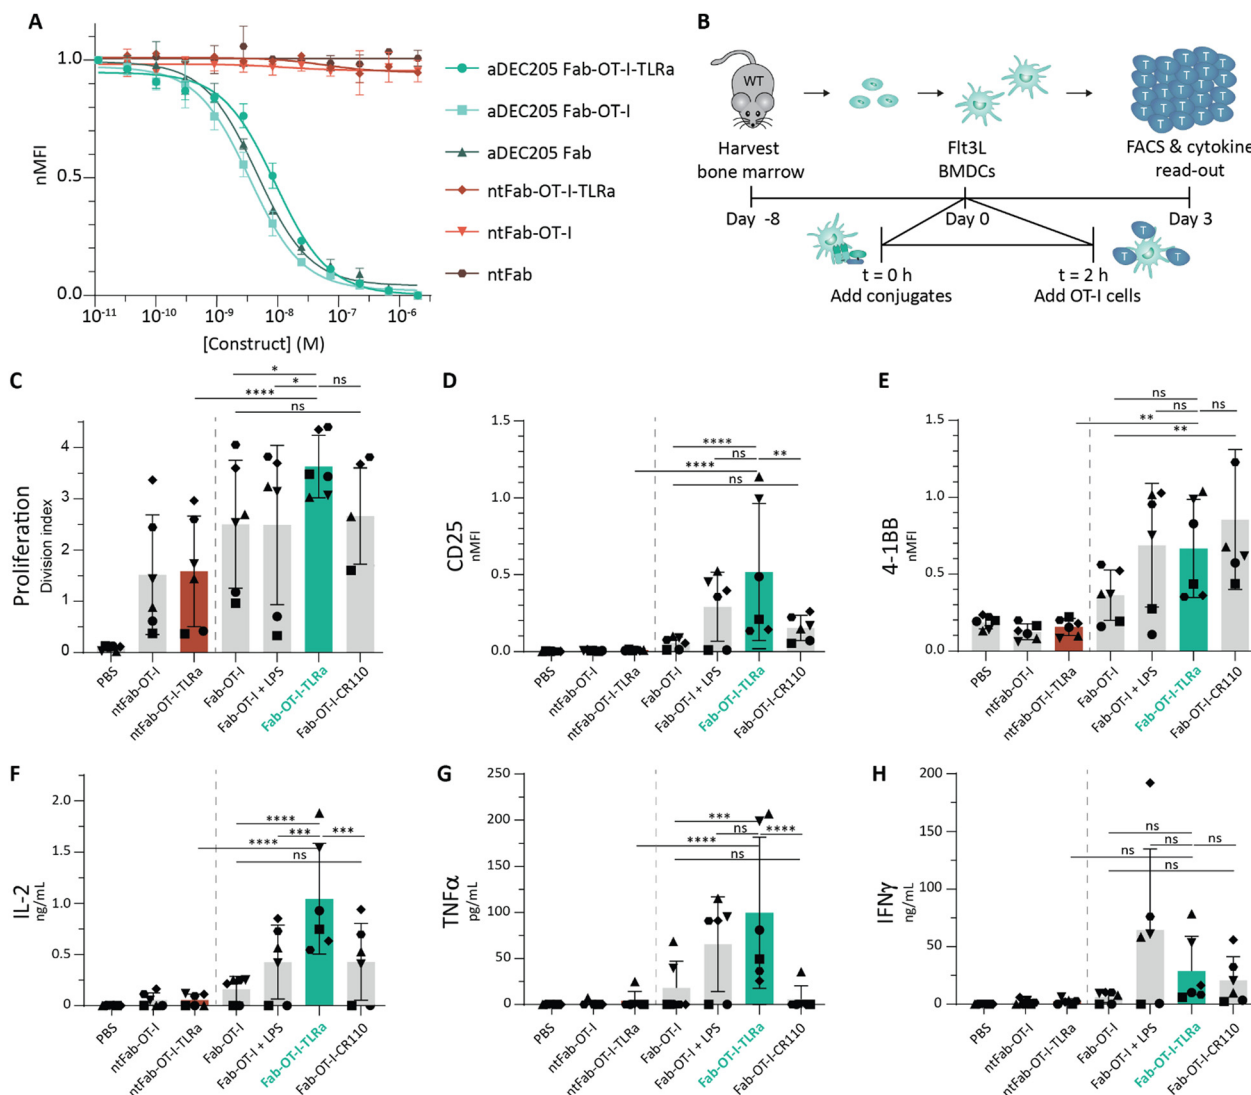 A
1.0
0.5
0.0
nMFI
10-11
10-10
10-9
10-8
10-7
10-6
[Construct] (M)
aDEC205 Fab-OT-I-TLRa
aDEC205 Fab-OT-I
aDEC205 Fab
ntFab-OT-I-TLRa
ntFab-OT-I
ntFab
B
WT
T T T T T T T T T T T T T T T T
Harvest
bone marrow
Flt3L
BMDCs
FACS & cytokine
read-out
Day -8
Day 0
Day 3
T
T
T
t = 0 h
Add conjugates
t = 2 h
Add OT-I cells
C
*
* ns
****
ns
4
3
2
1
0
Proliferation
Division index
PBS
ntFab-OT-I
ntFab-OT-I-TLRa
Fab-OT-I
Fab-OT-I + LPS
Fab-OT-I-TLRa
Fab-OT-I-CR110
D
1.5
1.0
0.5
0.0
CD25
nMFI
****
ns **
****
ns
PBS
ntFab-OT-I
ntFab-OT-I-TLRa
Fab-OT-I
Fab-OT-I + LPS
Fab-OT-I-TLRa
Fab-OT-I-CR110
E
1.5
1.0
0.5
0.0
4-1BB
nMFI
ns
ns ns
**
**
PBS
ntFab-OT-I
ntFab-OT-I-TLRa
Fab-OT-I
Fab-OT-I + LPS
Fab-OT-I-TLRa
Fab-OT-I-CR110
F
2.0
1.5
1.0
0.5
0.0
IL-2
ng/mL
****
*** ***
****
ns
PBS
ntFab-OT-I
ntFab-OT-I-TLRa
Fab-OT-I
Fab-OT-I + LPS
Fab-OT-I-TLRa
Fab-OT-I-CR110
G
250
200
150
100
50
0
TNFα
pg/mL
***
ns ****
****
ns
PBS
ntFab-OT-I
ntFab-OT-I-TLRa
Fab-OT-I
Fab-OT-I + LPS
Fab-OT-I-TLRa
Fab-OT-I-CR110
H
200
150
100
50
0
IFNγ
pg/mL
ns
ns ns
ns
ns
PBS
ntFab-OT-I
ntFab-OT-I-TLRa
Fab-OT-I
Fab-OT-I + LPS
Fab-OT-I-TLRa
Fab-OT-I-CR110